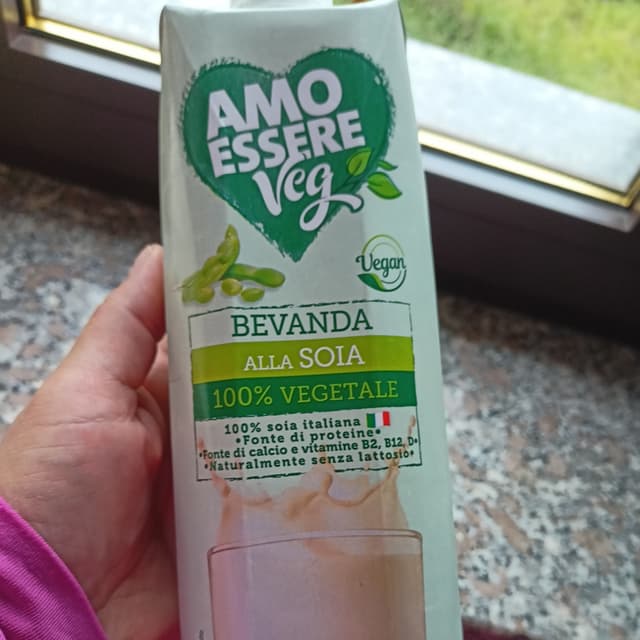 AMO
ESSERE
Veg
Vegan
BEVANDA
ALLA SOIA
100% VEGETALE
100% soia italiana
•Fonte di proteine•
•Fonte di calcio e vitamine B2, B12, D•
•Naturalmente senza lattosio•